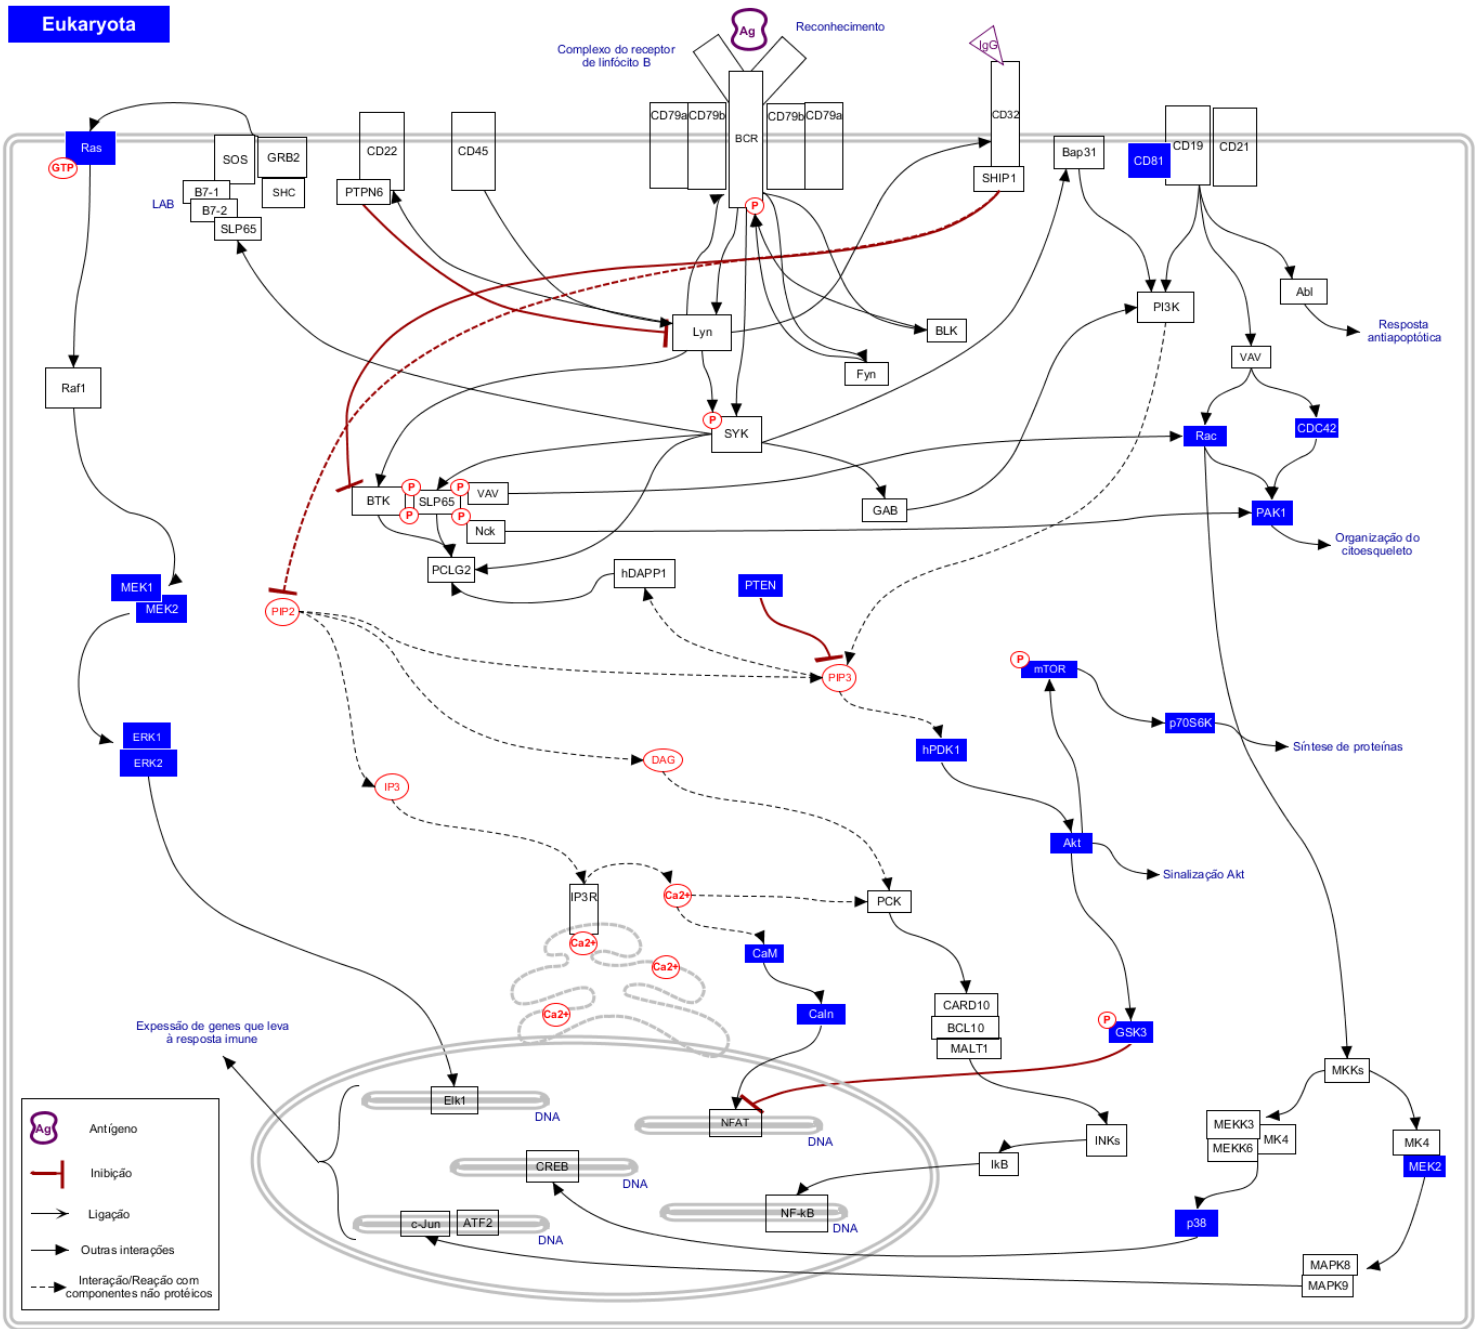 Eukaryota
Ag
Reconhecimento
Complexo do receptor
de linfócito B
IgG
CD79a
CD79b
BCR
CD79b
CD79a
CD32
Ras
GTP
SOS
GRB2
SHC
CD22
CD45
PTPN6
B7-1
B7-2
LAB
SLP65
P
SHIP1
Bap31
CD81
CD19
CD21
Lyn
BLK
Fyn
PI3K
Abl
Resposta
antiapoptótica
VAV
Raf1
P
SYK
Rac
CDC42
BTK
P
SLP65
P
VAV
P
P
Nck
GAB
PAK1
Organização do
citoesqueleto
PCLG2
hDAPP1
PTEN
MEK1
MEK2
PIP2
PIP3
P
mTOR
p70S6K
Síntese de proteínas
ERK1
ERK2
hPDK1
DAG
IP3
Akt
Sinalização Akt
IP3R
Ca2+
PCK
Ca2+
Ca2+
Ca2+
CaM
Caln
CARD10
BCL10
MALT1
P
GSK3
Expessão de genes que leva
à resposta imune
MKKs
Elk1
DNA
NFAT
DNA
CREB
DNA
INKs
IkB
MEKK3
MEKK6
MK4
MK4
MEK2
NF-kB
DNA
c-Jun
ATF2
DNA
p38
MAPK8
MAPK9
Ag
Antígeno
Inibição
Ligação
Outras interações
Interação/Reação com
componentes não protéicos